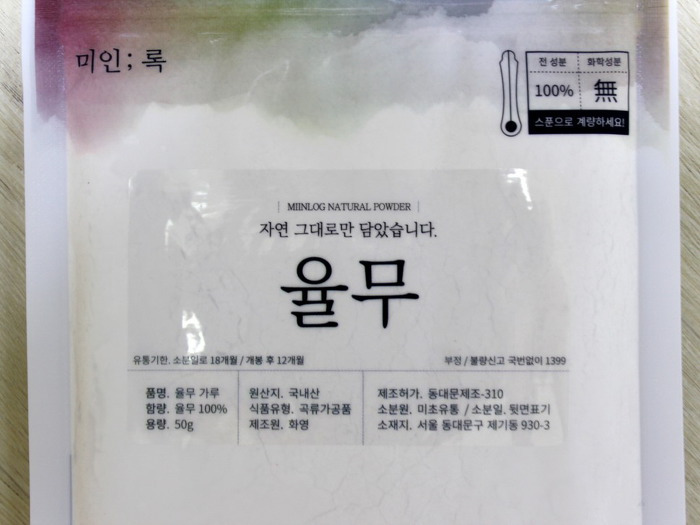 미인; 록
전 성분 화학성분
100% 無
스푼으로 계량하세요!
MIINLOG NATURAL POWDER
자연 그대로만 담았습니다.
율무
유통기한. 소분일로 18개월 / 개봉 후 12개월
부정 / 불량신고 국번없이 1399
품명. 율무 가루
함량. 율무 100%
용량. 50g
원산지. 국내산
식품유형. 곡류가공품
제조원. 화영
제조허가. 동대문제조-310
소분원. 미초유통 / 소분일. 뒷면표기
소재지. 서울 동대문구 제기동 930-3